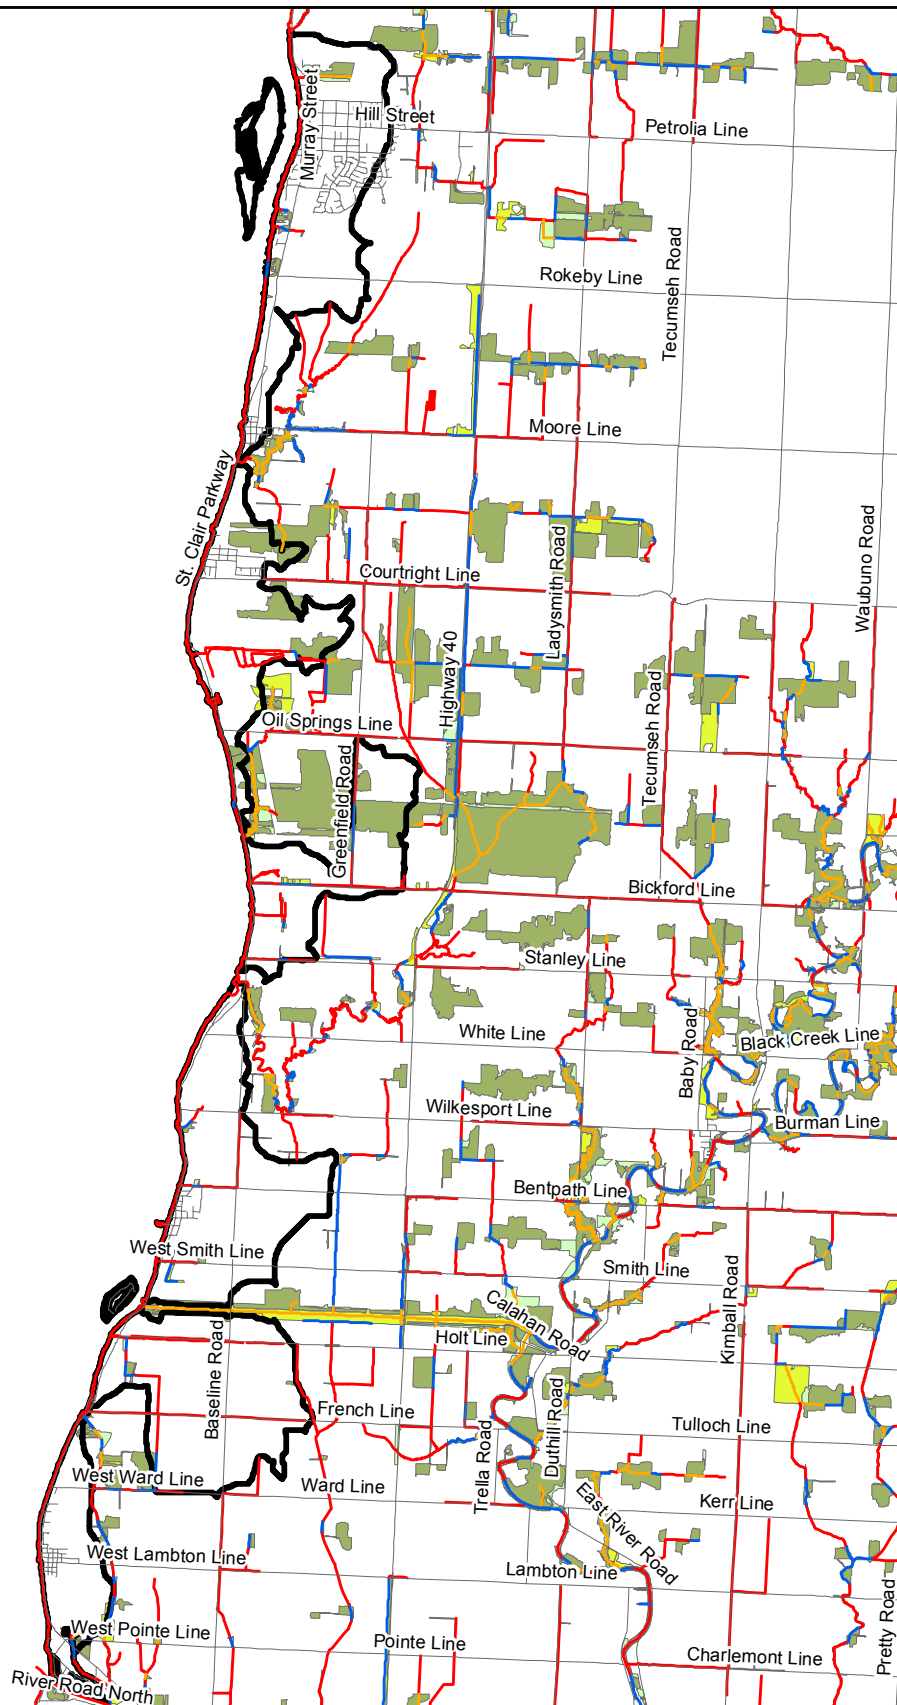 Murray Street
Hill Street
Petrolia Line
Rokeby Line
Tecumseh Road
Moore Line
St. Clair Parkway
Courtright Line
Ladysmith Road
Waubuno Road
Highway 40
Oil Springs Line
Tecumseh Road
Greenfield Road
Bickford Line
Stanley Line
White Line
Baby Road
Black Creek Line
Wilkesport Line
Burman Line
Bentpath Line
West Smith Line
Smith Line
Kimball Road
Calahan Road
Holt Line
Baseline Road
French Line
Trella Road
Duthill Road
Tulloch Line
West Ward Line
Ward Line
Kerr Line
East River Road
West Lambton Line
Lambton Line
Pretty Road
West Pointe Line
Pointe Line
Charlemont Line
River Road North